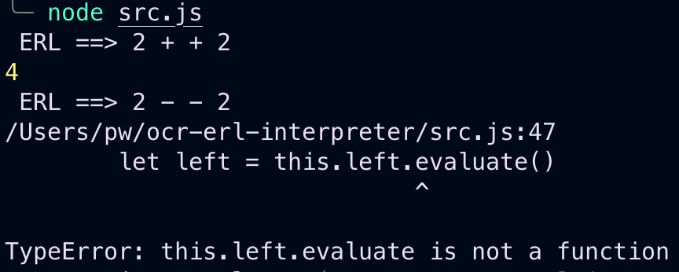 node src.js
ERL ==> 2 + + 2
4
ERL ==> 2 - - 2
/Users/pw/ocr-erl-interpreter/src.js:47
let left = this.left.evaluate()
^
TypeError: this.left.evaluate is not a function